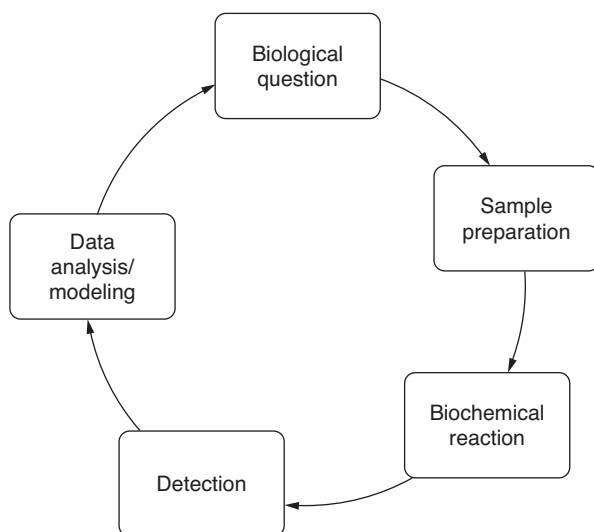 Biological
question
Sample
preparation
Biochemical
reaction
Detection
Data
analysis/
modeling